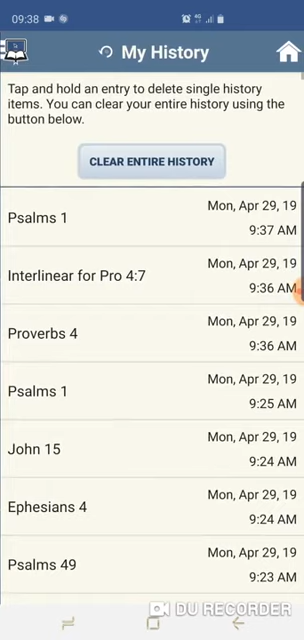 09:38
4G
My History
Tap and hold an entry to delete single history
items. You can clear your entire history using the
button below.
CLEAR ENTIRE HISTORY
Psalms 1
Mon, Apr 29, 19
9:37 AM
Interlinear for Pro 4:7
Mon, Apr 29, 19
9:36 AM
Proverbs 4
Mon, Apr 29, 19
9:36 AM
Psalms 1
Mon, Apr 29, 19
9:25 AM
John 15
Mon, Apr 29, 19
9:24 AM
Ephesians 4
Mon, Apr 29, 19
9:24 AM
Psalms 49
Mon, Apr 29, 19
9:23 AM
DU RECORDER